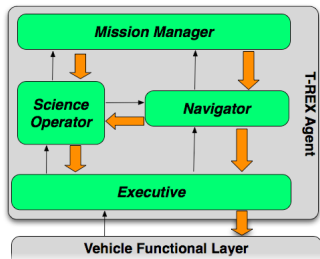 Mission Manager
Science
Operator
Navigator
T-REX Agent
Executive
Vehicle Functional Layer